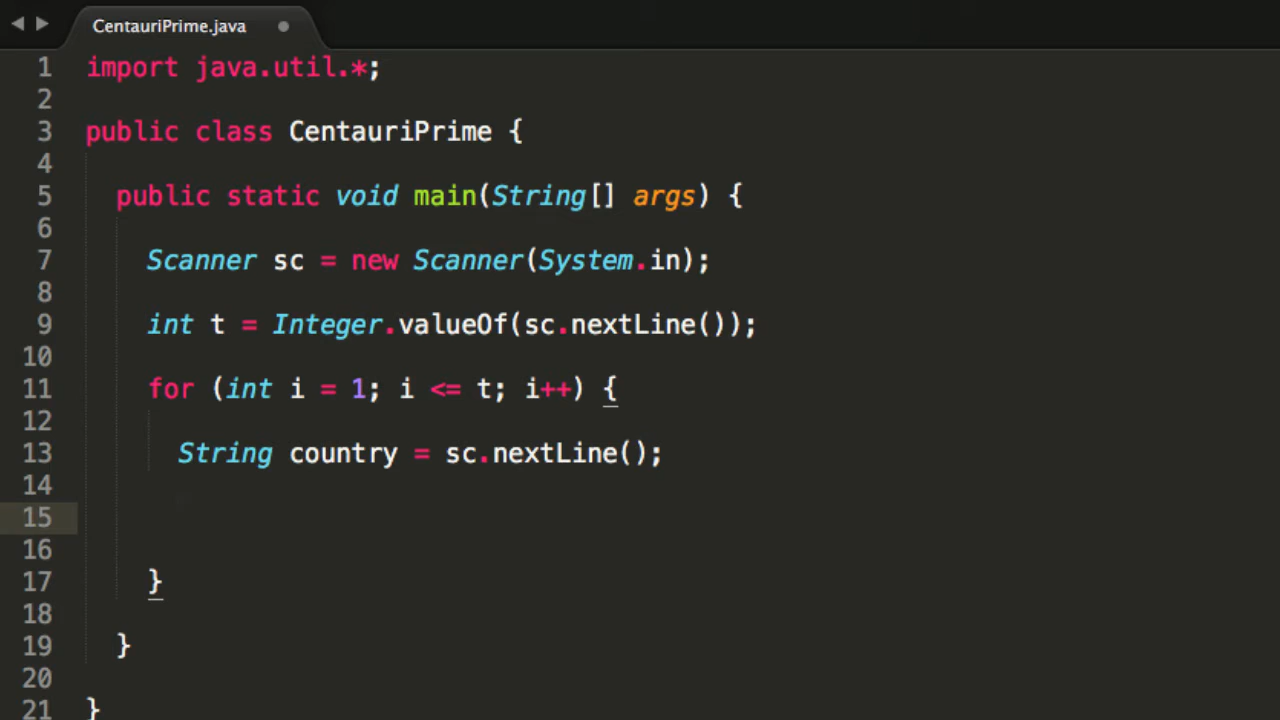 CentauriPrime.java
1 import java.util.*;
2
3 public class CentauriPrime {
4
5 public static void main(String[] args) {
6
7 Scanner sc = new Scanner(System.in);
8
9 int t = Integer.valueOf(sc.nextLine());
10
11 for (int i = 1; i <= t; i++) {
12
13 String country = sc.nextLine();
14
15
16
17 }
18
19 }
20
21 }